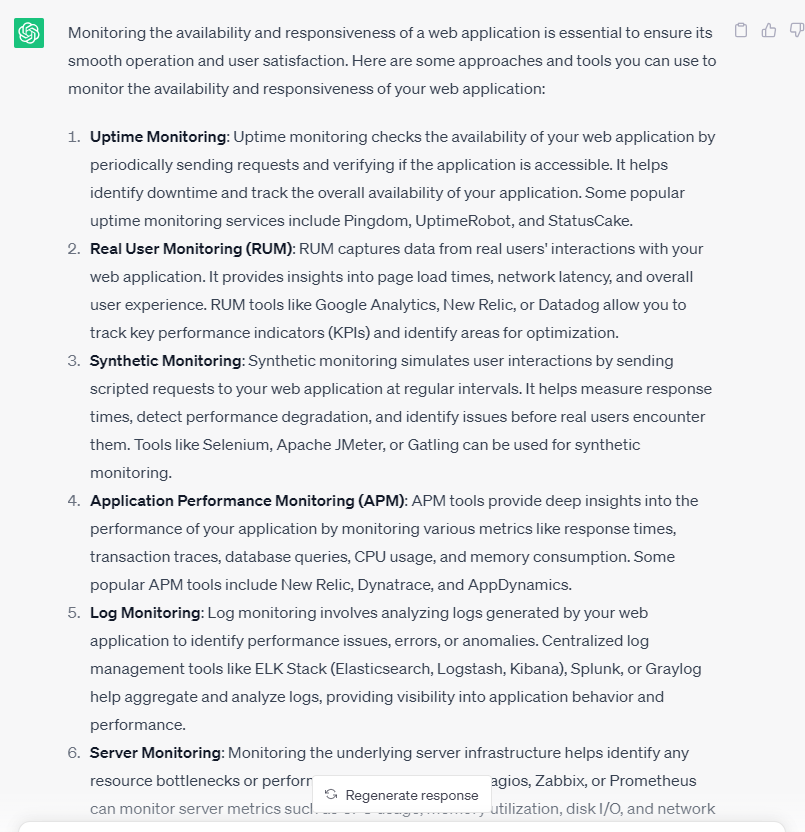 Monitoring the availability and responsiveness of a web application is essential to ensure its
smooth operation and user satisfaction. Here are some approaches and tools you can use to
monitor the availability and responsiveness of your web application:
1. Uptime Monitoring: Uptime monitoring checks the availability of your web application by
periodically sending requests and verifying if the application is accessible. It helps
identify downtime and track the overall availability of your application. Some popular
uptime monitoring services include Pingdom, UptimeRobot, and StatusCake.
2. Real User Monitoring (RUM): RUM captures data from real users' interactions with your
web application. It provides insights into page load times, network latency, and overall
user experience. RUM tools like Google Analytics, New Relic, or Datadog allow you to
track key performance indicators (KPIs) and identify areas for optimization.
3. Synthetic Monitoring: Synthetic monitoring simulates user interactions by sending
scripted requests to your web application at regular intervals. It helps measure response
times, detect performance degradation, and identify issues before real users encounter
them. Tools like Selenium, Apache JMeter, or Gatling can be used for synthetic
monitoring.
4. Application Performance Monitoring (APM): APM tools provide deep insights into the
performance of your application by monitoring various metrics like response times,
transaction traces, database queries, CPU usage, and memory consumption. Some
popular APM tools include New Relic, Dynatrace, and AppDynamics.
5. Log Monitoring: Log monitoring involves analyzing logs generated by your web
application to identify performance issues, errors, or anomalies. Centralized log
management tools like ELK Stack (Elasticsearch, Logstash, Kibana), Splunk, or Graylog
help aggregate and analyze logs, providing visibility into application behavior and
performance.
6. Server Monitoring: Monitoring the underlying server infrastructure helps identify any
resource bottlenecks or perfor agios, Zabbix, or Prometheus
Regenerate response
can monitor server metrics utilization, disk I/O, and network